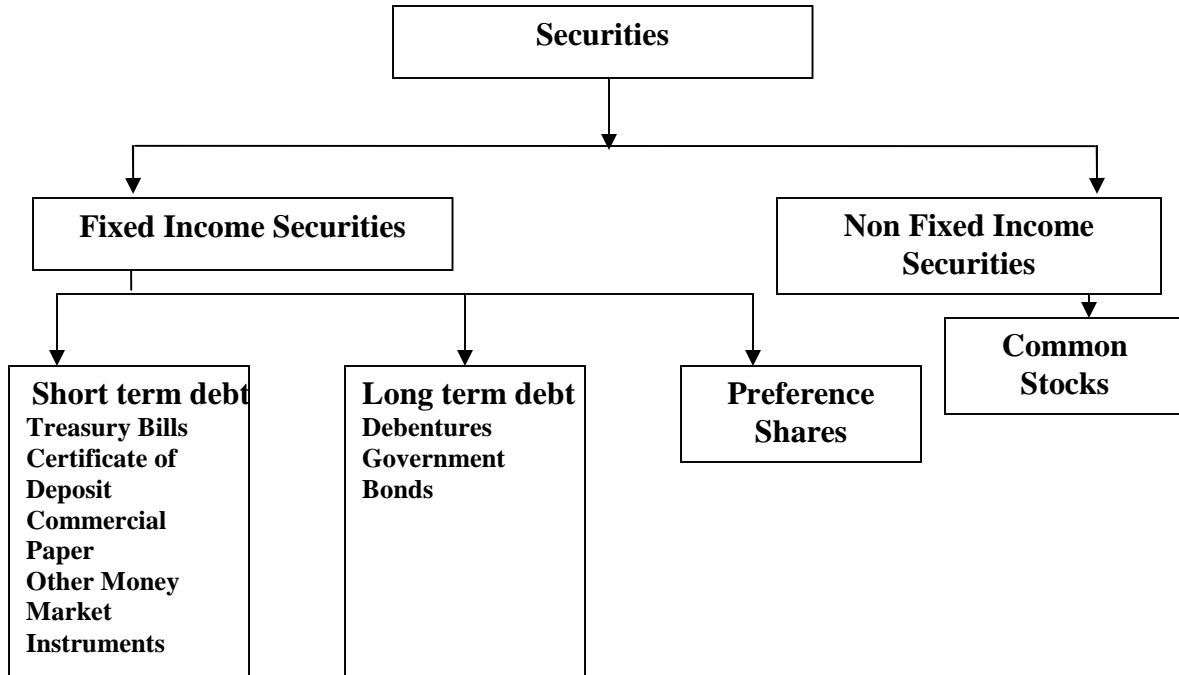 Securities
Fixed Income Securities
Non Fixed Income
Securities
Common
Stocks
Short term debt
Treasury Bills
Certificate of
Deposit
Commercial
Paper
Other Money
Market
Instruments
Long term debt
Debentures
Government
Bonds
Preference
Shares